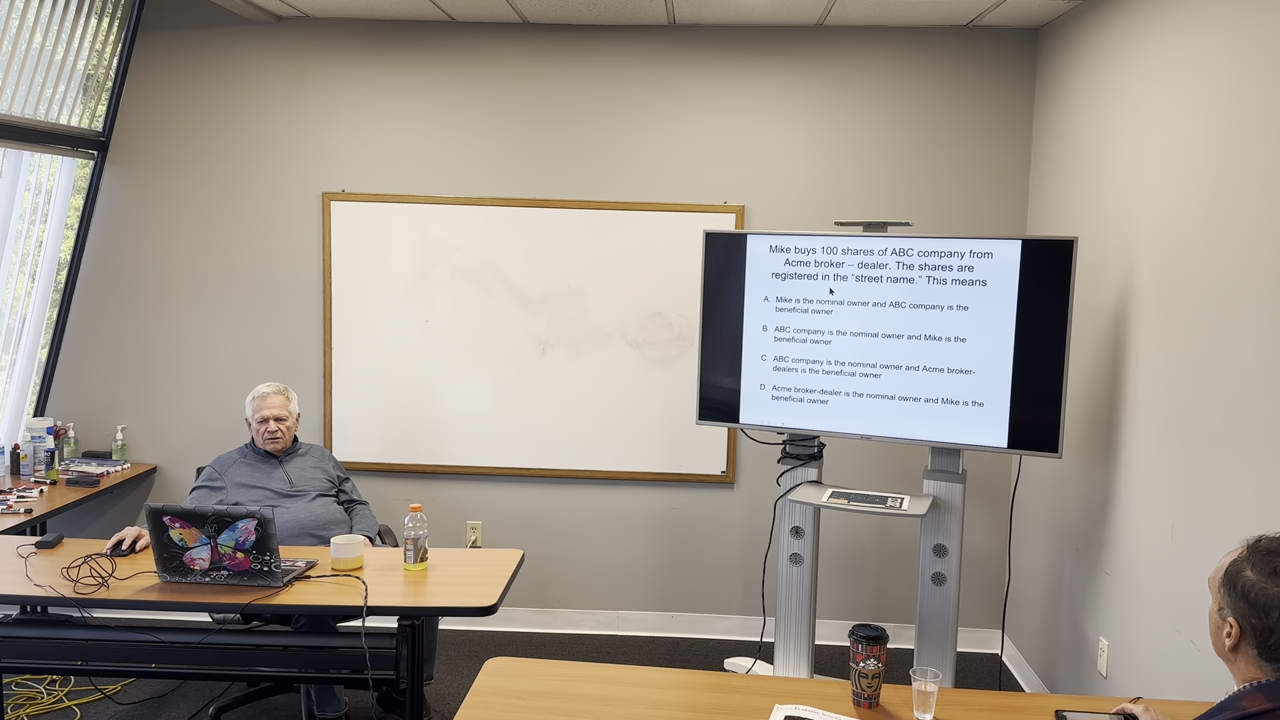 Mike buys 100 shares of ABC company from
Acme broker – dealer. The shares are
registered in the “street name.” This means
A. Mike is the nominal owner and ABC company is the
beneficial owner
B. ABC company is the nominal owner and Mike is the
beneficial owner
C. ABC company is the nominal owner and Acme broker-
dealers is the beneficial owner
D. Acme broker-dealer is the nominal owner and Mike is the
beneficial owner